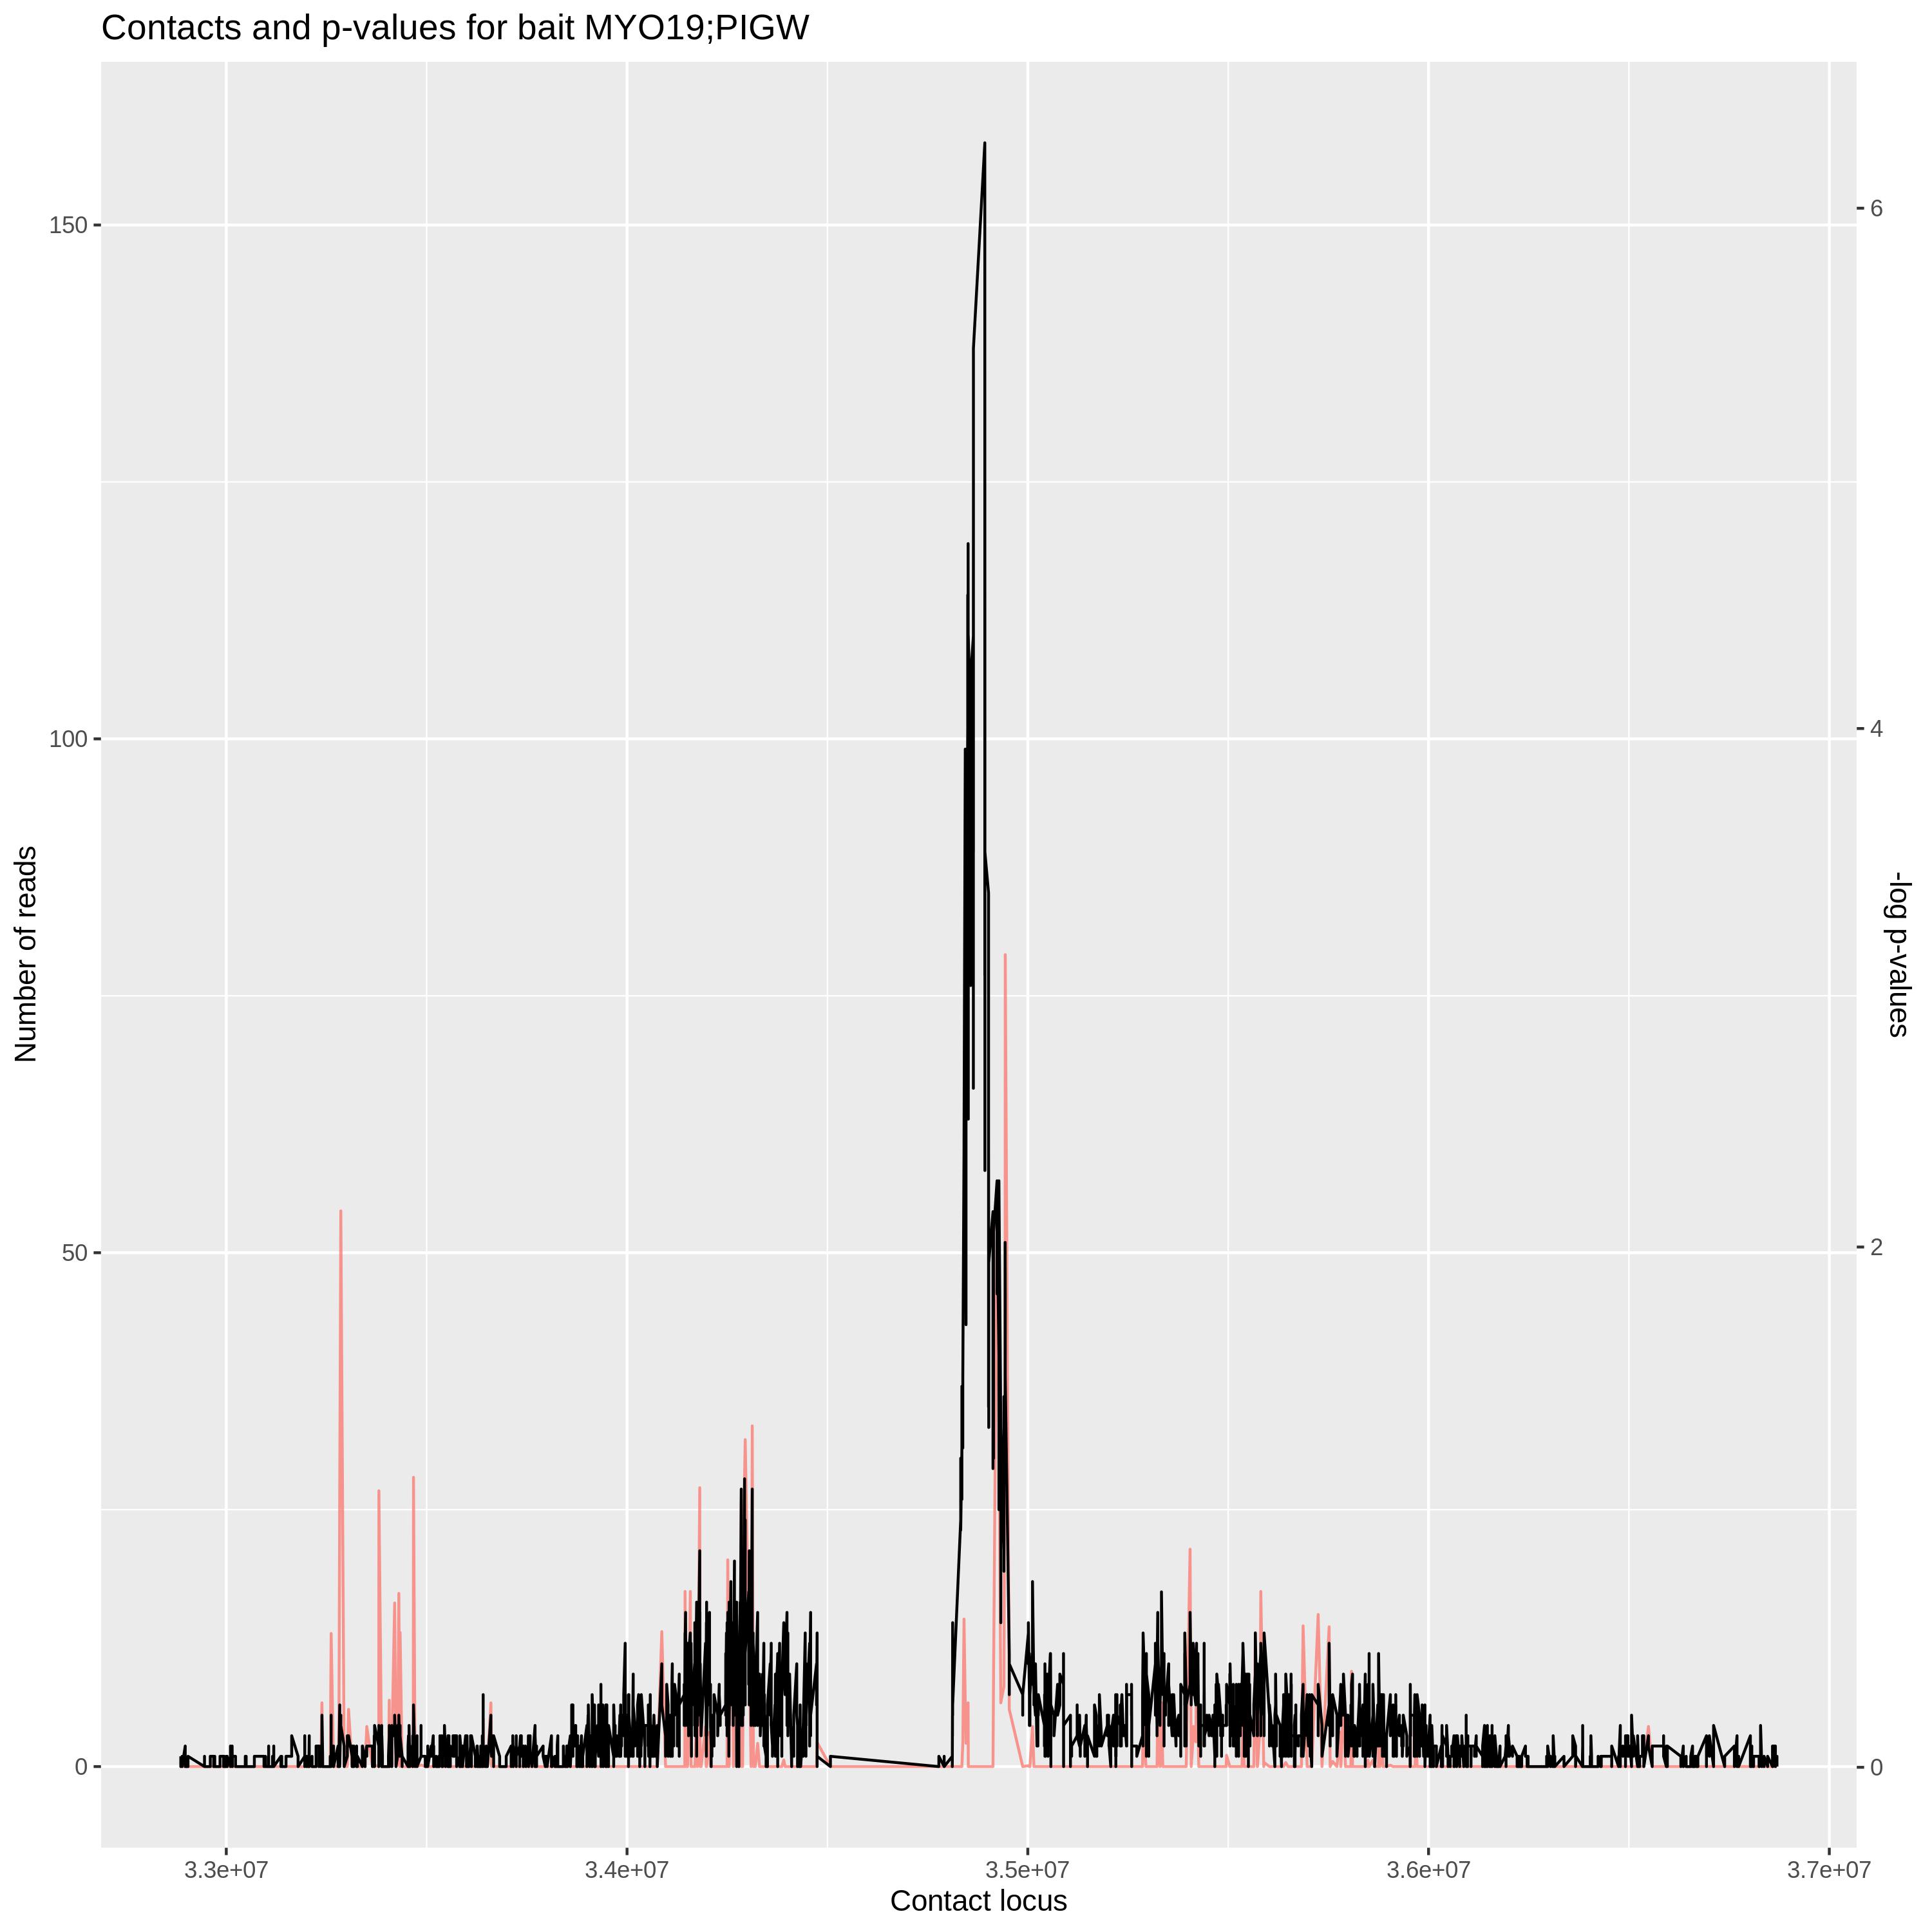 Contacts and p-values for bait MYO19;PIGW
150
100
50
0
Number of reads
6
4
2
0
-log p-values
3.3e+07
3.4e+07
3.5e+07
3.6e+07
3.7e+07
Contact locus